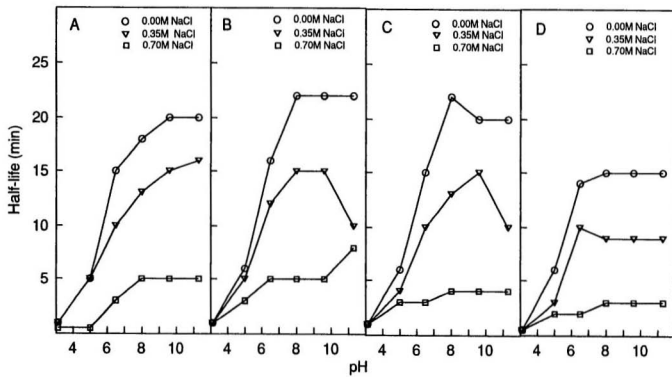 A
0.00M NaCl
0.35M NaCl
0.70M NaCl
B
0.00M NaCl
0.35M NaCl
0.70M NaCl
C
0.00M NaCl
0.35M NaCl
0.70M NaCl
D
0.00M NaCl
0.35M NaCl
0.70M NaCl
Half-life (min)
25
20
15
10
5
4 6 8 10 4 6 8 10 4 6 8 10 4 6 8 10
pH